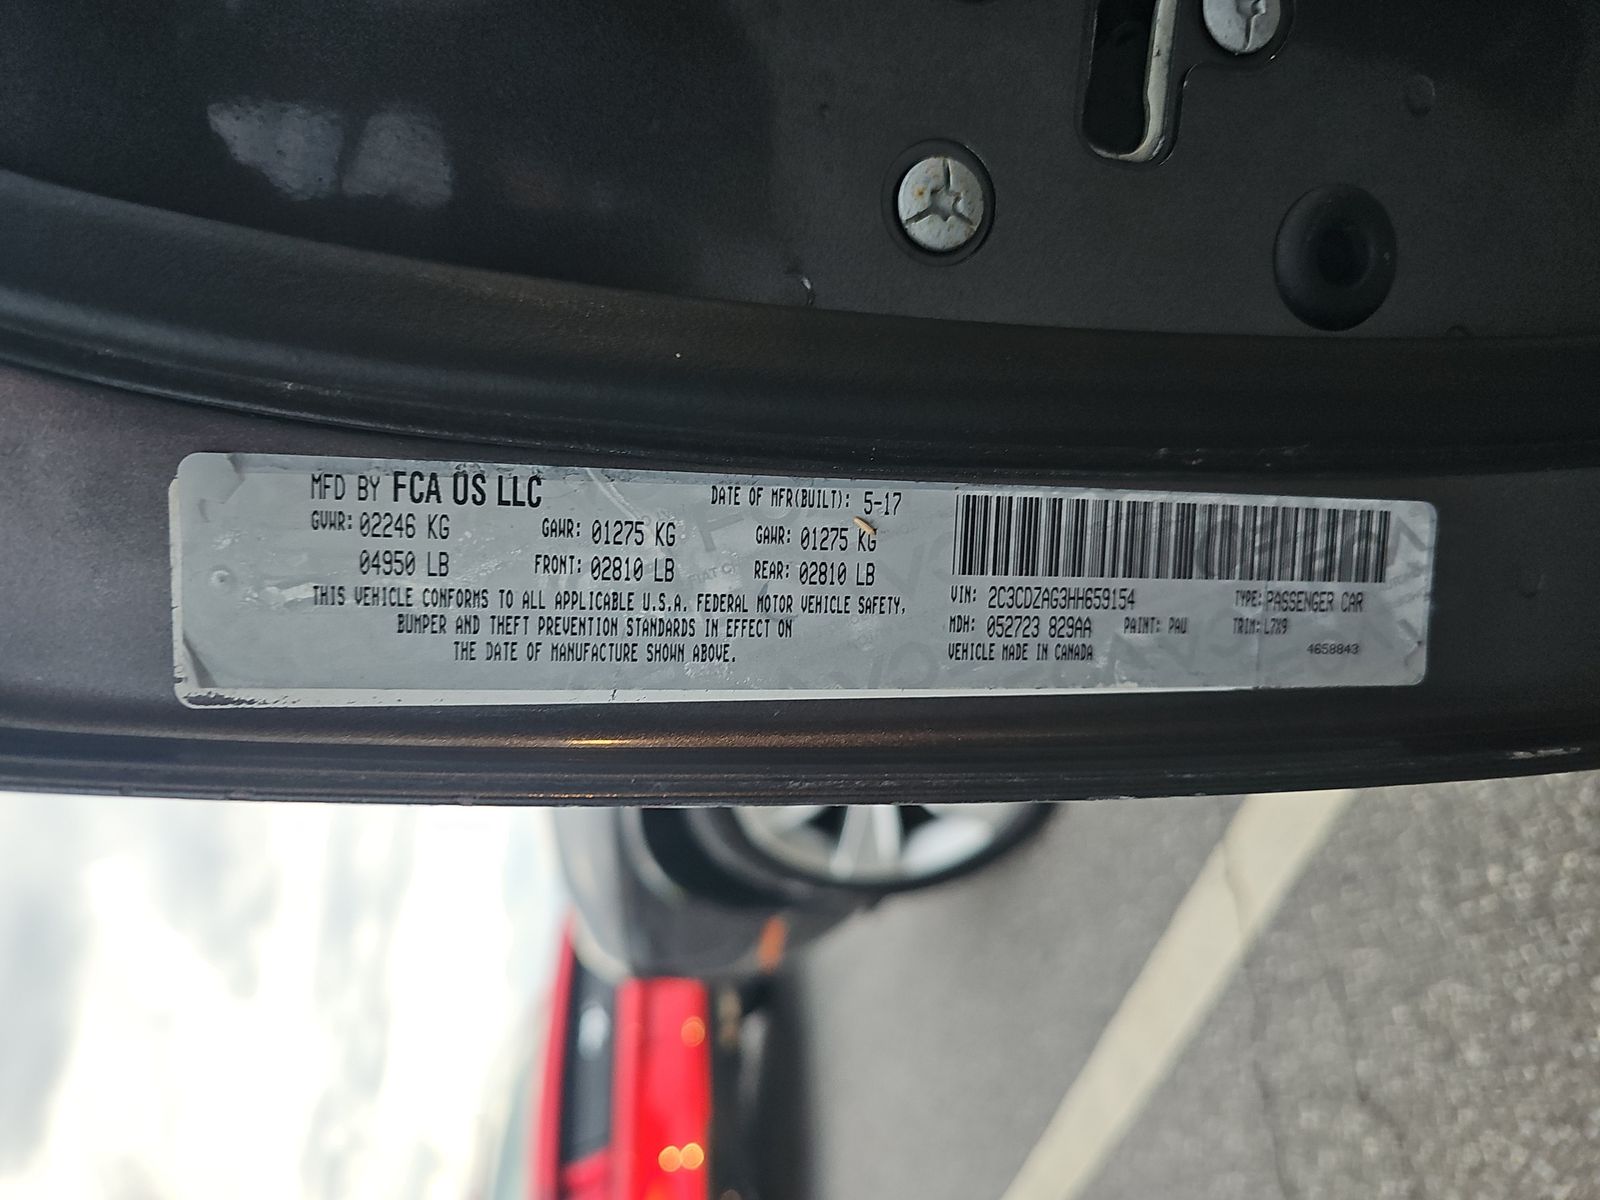 MFD BY FCA US LLC
DATE OF MFR(BUILT): 5-17
GVWR: 02246 KG
04950 LB
GAWR: 01275 KG
FRONT: 02810 LB
GAWR: 01275 KG
REAR: 02810 LB
THIS VEHICLE CONFORMS TO ALL APPLICABLE U.S.A. FEDERAL MOTOR VEHICLE SAFETY,
BUMPER AND THEFT PREVENTION STANDARDS IN EFFECT ON
THE DATE OF MANUFACTURE SHOWN ABOVE.
VIN: 2C3CDZAG3HH659154
TYPE: PASSENGER CAR
MDH: 052723 829AA
PAINT: PAU
TRIM: L7X9
VEHICLE MADE IN CANADA
4658843